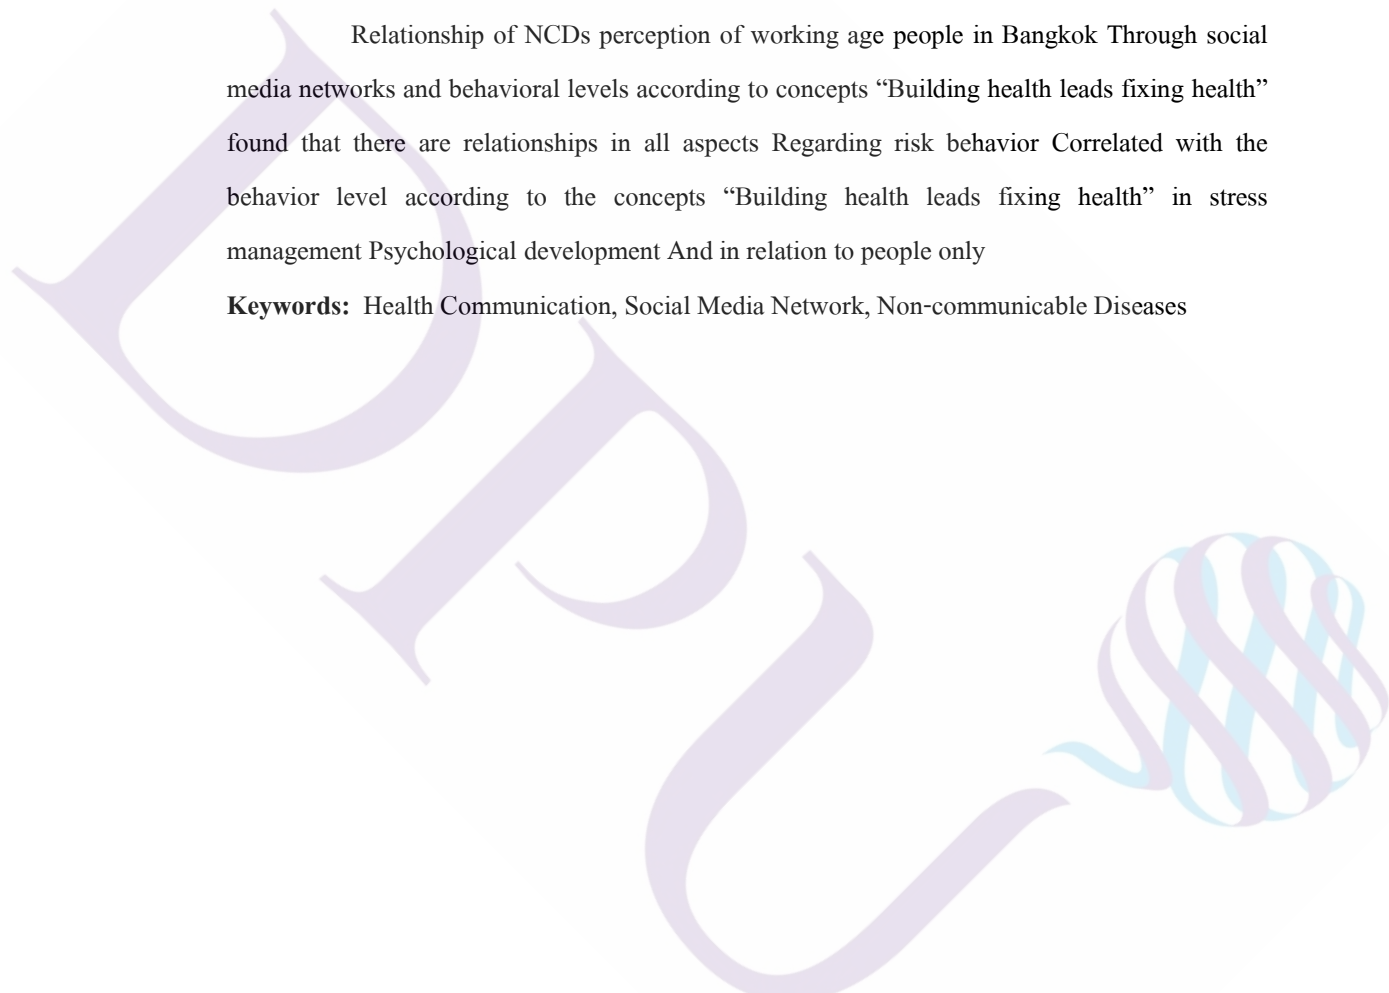 Relationship of NCDs perception of working age people in Bangkok Through social
media networks and behavioral levels according to concepts “Building health leads fixing health”
found that there are relationships in all aspects Regarding risk behavior Correlated with the
behavior level according to the concepts “Building health leads fixing health” in stress
management Psychological development And in relation to people only
Keywords: Health Communication, Social Media Network, Non-communicable Diseases
DPU